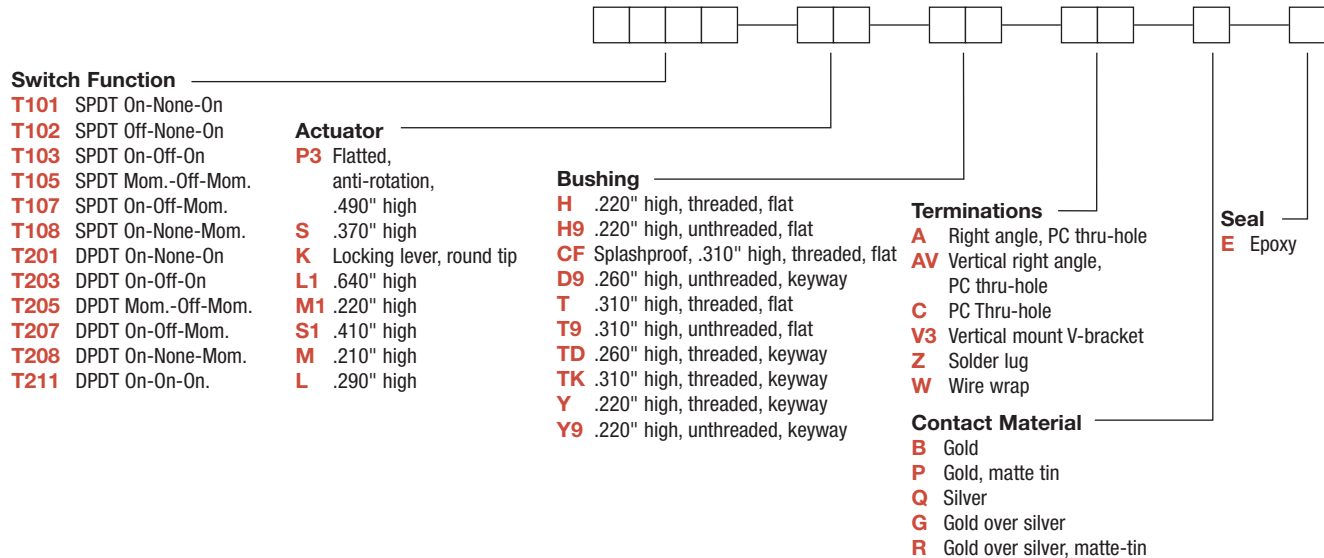 Switch Function
T101 SPDT On-None-On
T102 SPDT Off-None-On
T103 SPDT On-Off-On
T105 SPDT Mom.-Off-Mom.
T107 SPDT On-Off-Mom.
T108 SPDT On-None-Mom.
T201 DPDT On-None-On
T203 DPDT On-Off-On
T205 DPDT Mom.-Off-Mom.
T207 DPDT On-Off-Mom.
T208 DPDT On-None-Mom.
T211 DPDT On-On-On.
Actuator
P3 Flatted,
anti-rotation,
.490" high
S .370" high
K Locking lever, round tip
L1 .640" high
M1 .220" high
S1 .410" high
M .210" high
L .290" high
Bushing
H .220" high, threaded, flat
H9 .220" high, unthreaded, flat
CF Splashproof, .310" high, threaded, flat
D9 .260" high, unthreaded, keyway
T .310" high, threaded, flat
T9 .310" high, unthreaded, flat
TD .260" high, threaded, keyway
TK .310" high, threaded, keyway
Y .220" high, threaded, keyway
Y9 .220" high, unthreaded, keyway
Terminations
A Right angle, PC thru-hole
AV Vertical right angle,
PC thru-hole
C PC Thru-hole
V3 Vertical mount V-bracket
Z Solder lug
W Wire wrap
Contact Material
B Gold
P Gold, matte tin
Q Silver
G Gold over silver
R Gold over silver, matte-tin
Seal
E Epoxy